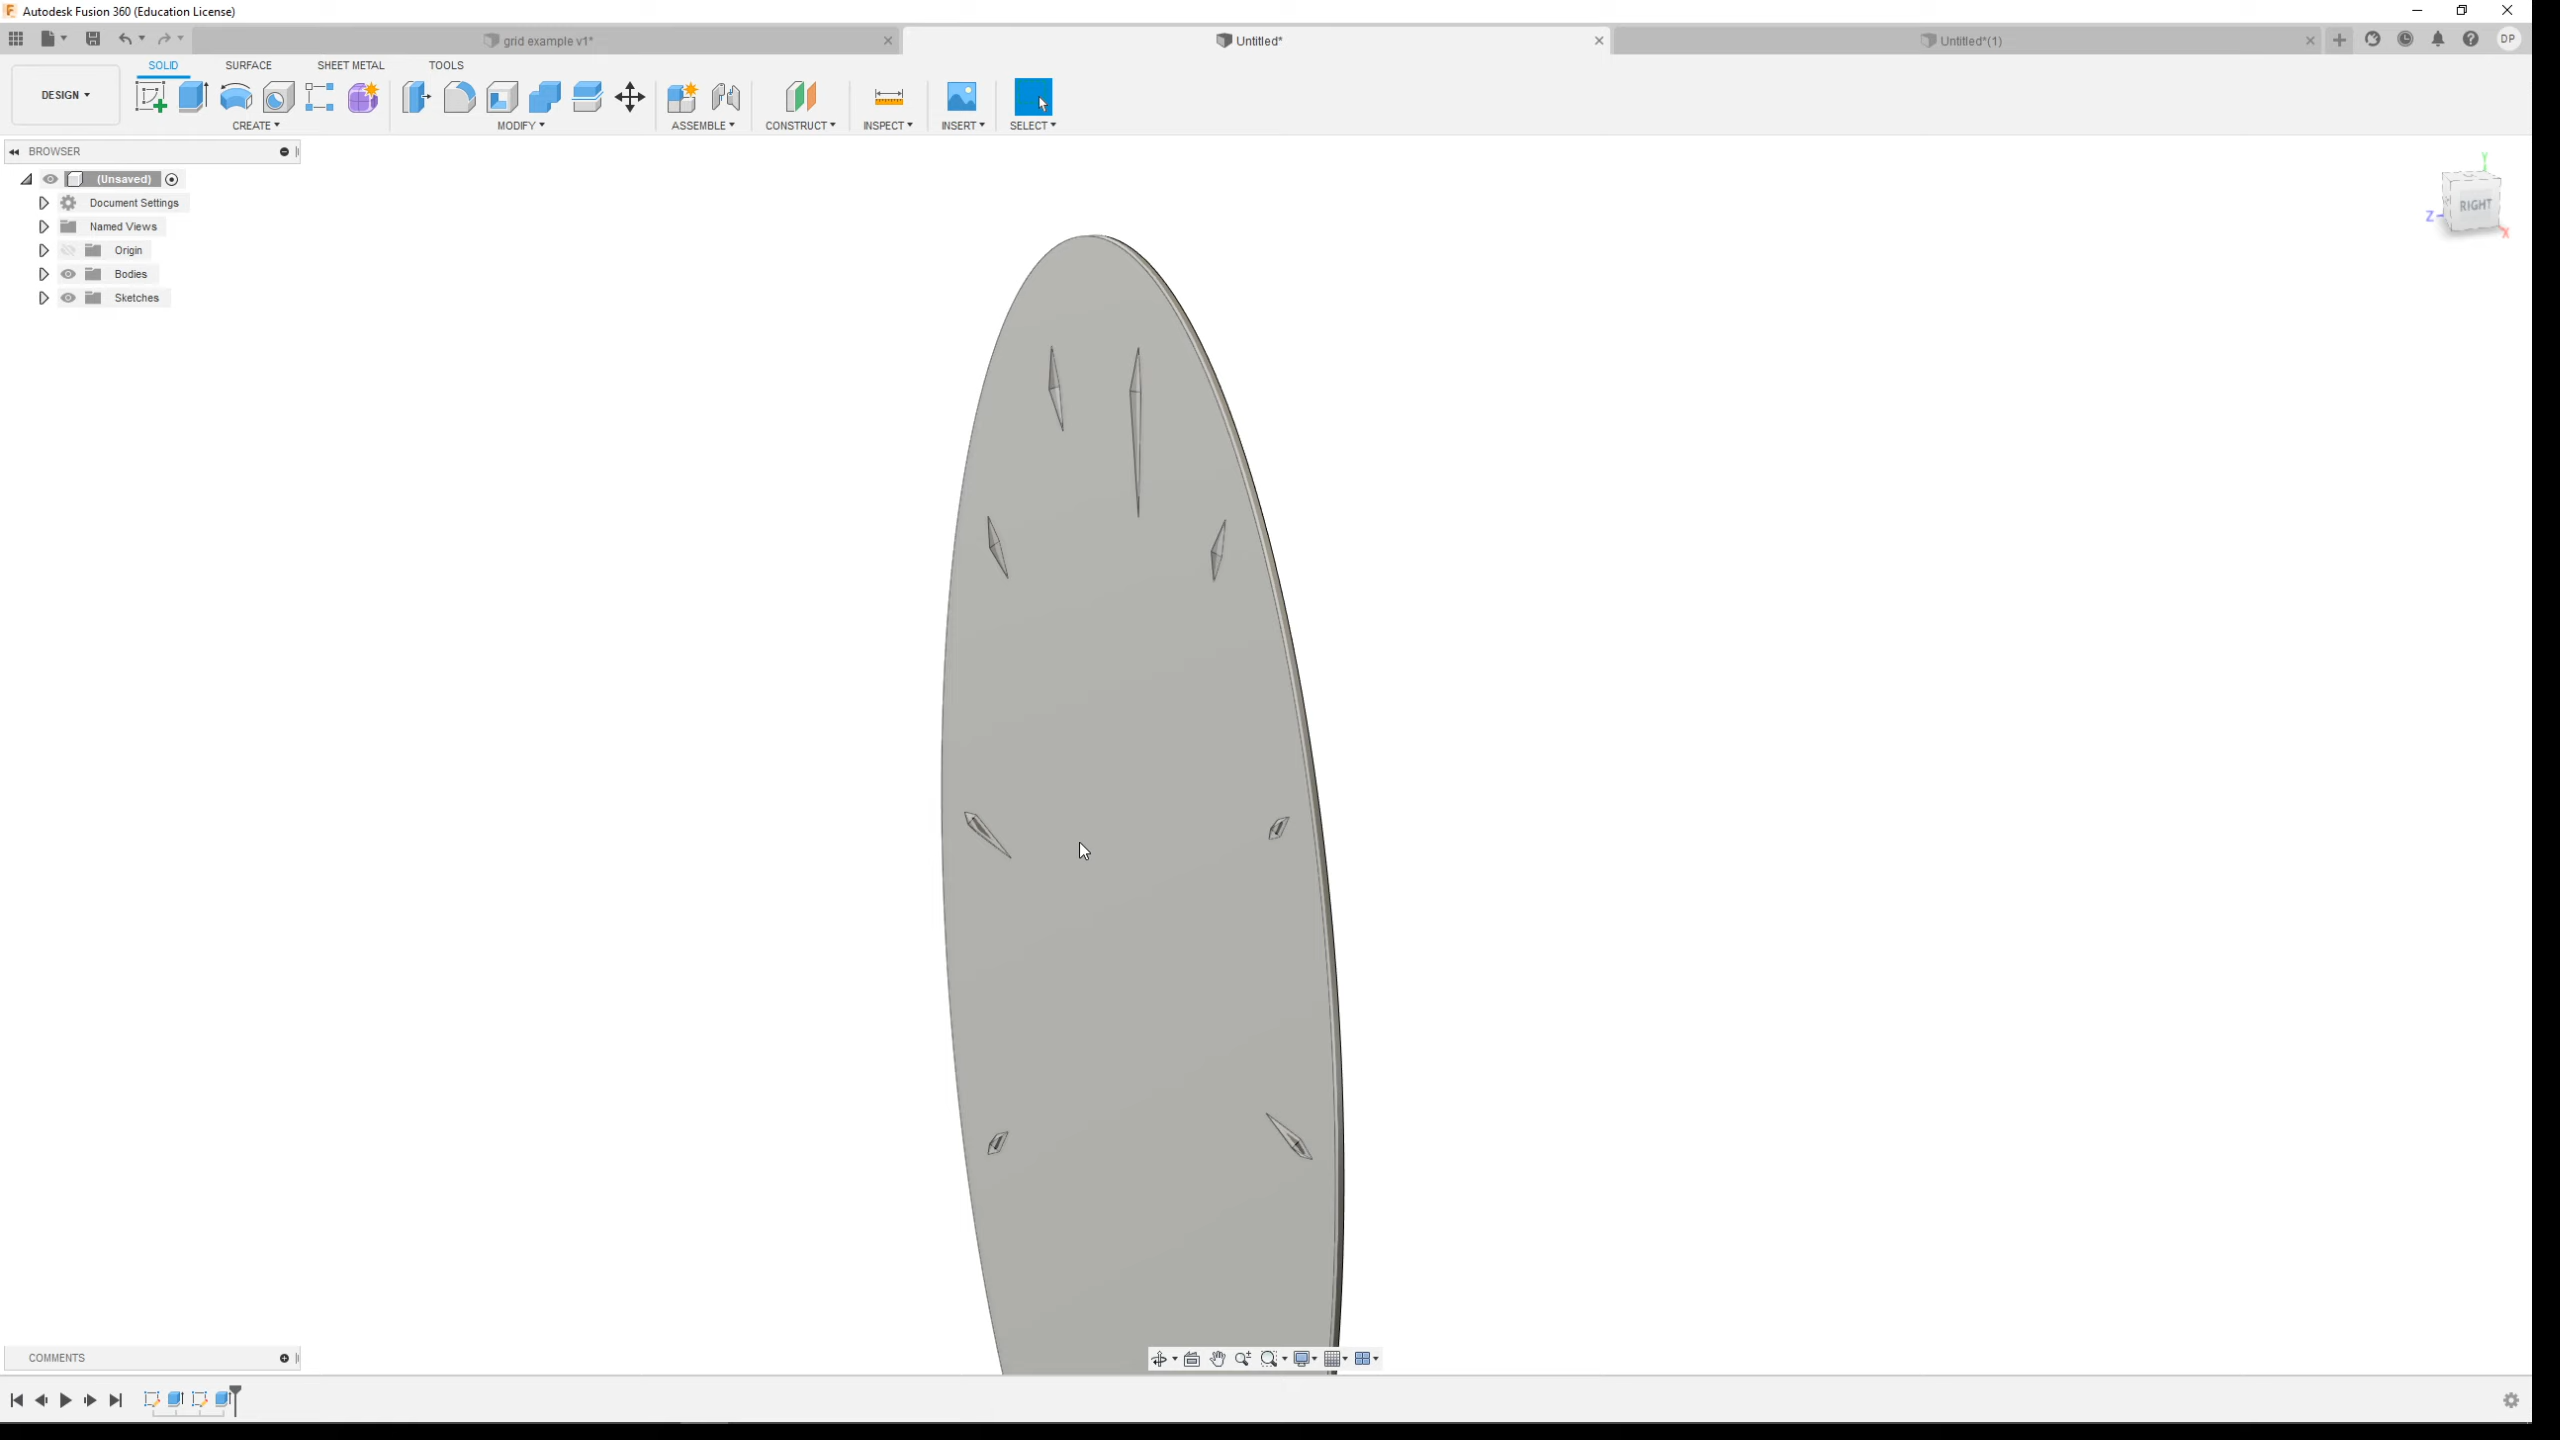 Autodesk Fusion 360 (Education License)
grid example v1*
Untitled*
Untitled*(1)
DP
SOLID SURFACE SHEET METAL TOOLS
DESIGN
CREATE MODIFY ASSEMBLE CONSTRUCT INSPECT INSERT SELECT
BROWSER
(Unsaved)
Document Settings
Named Views
Origin
Bodies
Sketches
Y
RIGHT
Z
X
COMMENTS